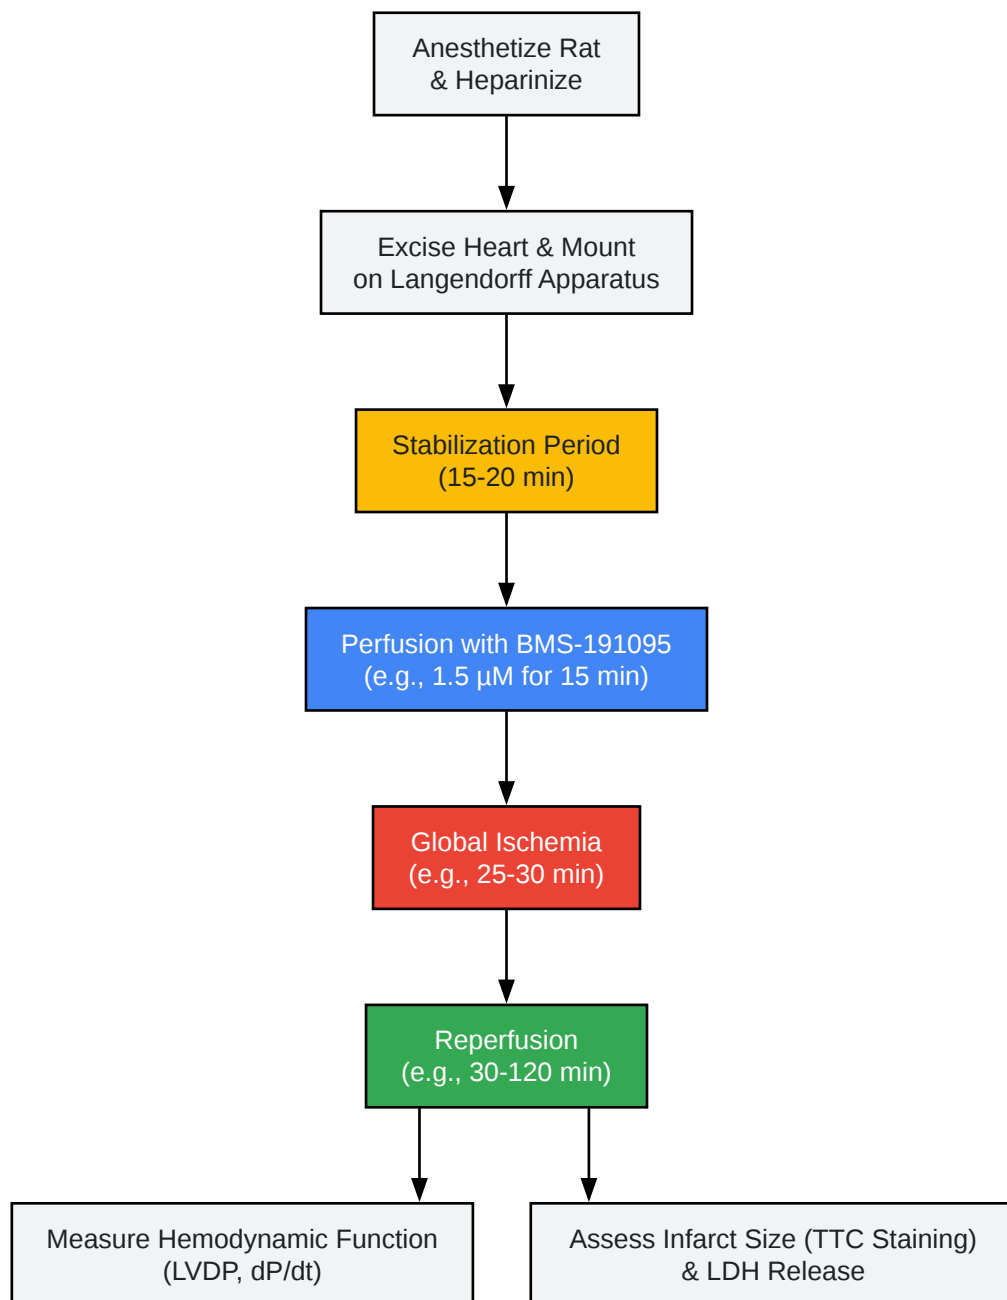 Anesthetize Rat
& Heparinize
Excise Heart & Mount
on Langendorff Apparatus
Stabilization Period
(15-20 min)
Perfusion with BMS-191095
(e.g., 1.5 µM for 15 min)
Global Ischemia
(e.g., 25-30 min)
Reperfusion
(e.g., 30-120 min)
Measure Hemodynamic Function
(LVDP, dP/dt)
Assess Infarct Size (TTC Staining)
& LDH Release